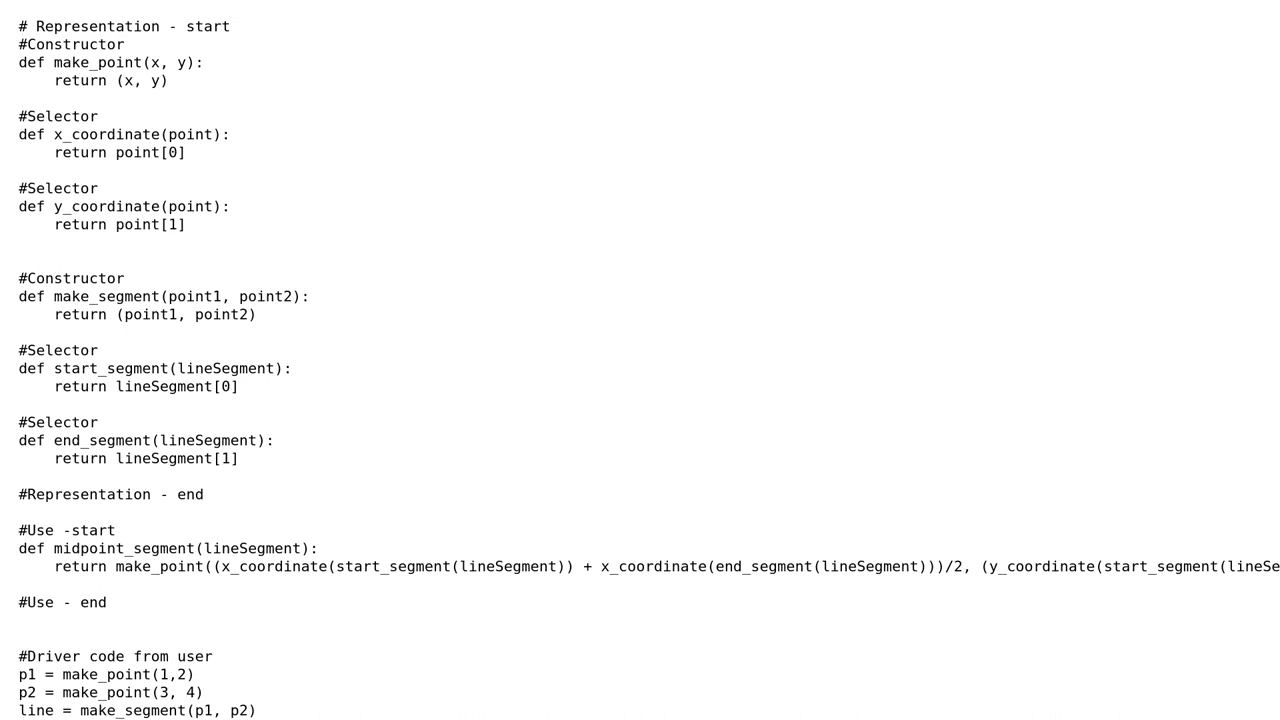 # Representation - start
#Constructor
def make_point(x, y):
    return (x, y)

#Selector
def x_coordinate(point):
    return point[0]

#Selector
def y_coordinate(point):
    return point[1]


#Constructor
def make_segment(point1, point2):
    return (point1, point2)

#Selector
def start_segment(lineSegment):
    return lineSegment[0]

#Selector
def end_segment(lineSegment):
    return lineSegment[1]

#Representation - end

#Use -start
def midpoint_segment(lineSegment):
    return make_point((x_coordinate(start_segment(lineSegment)) + x_coordinate(end_segment(lineSegment)))/2, (y_coordinate(start_segment(lineSe

#Use - end


#Driver code from user
p1 = make_point(1,2)
p2 = make_point(3, 4)
line = make_segment(p1, p2)